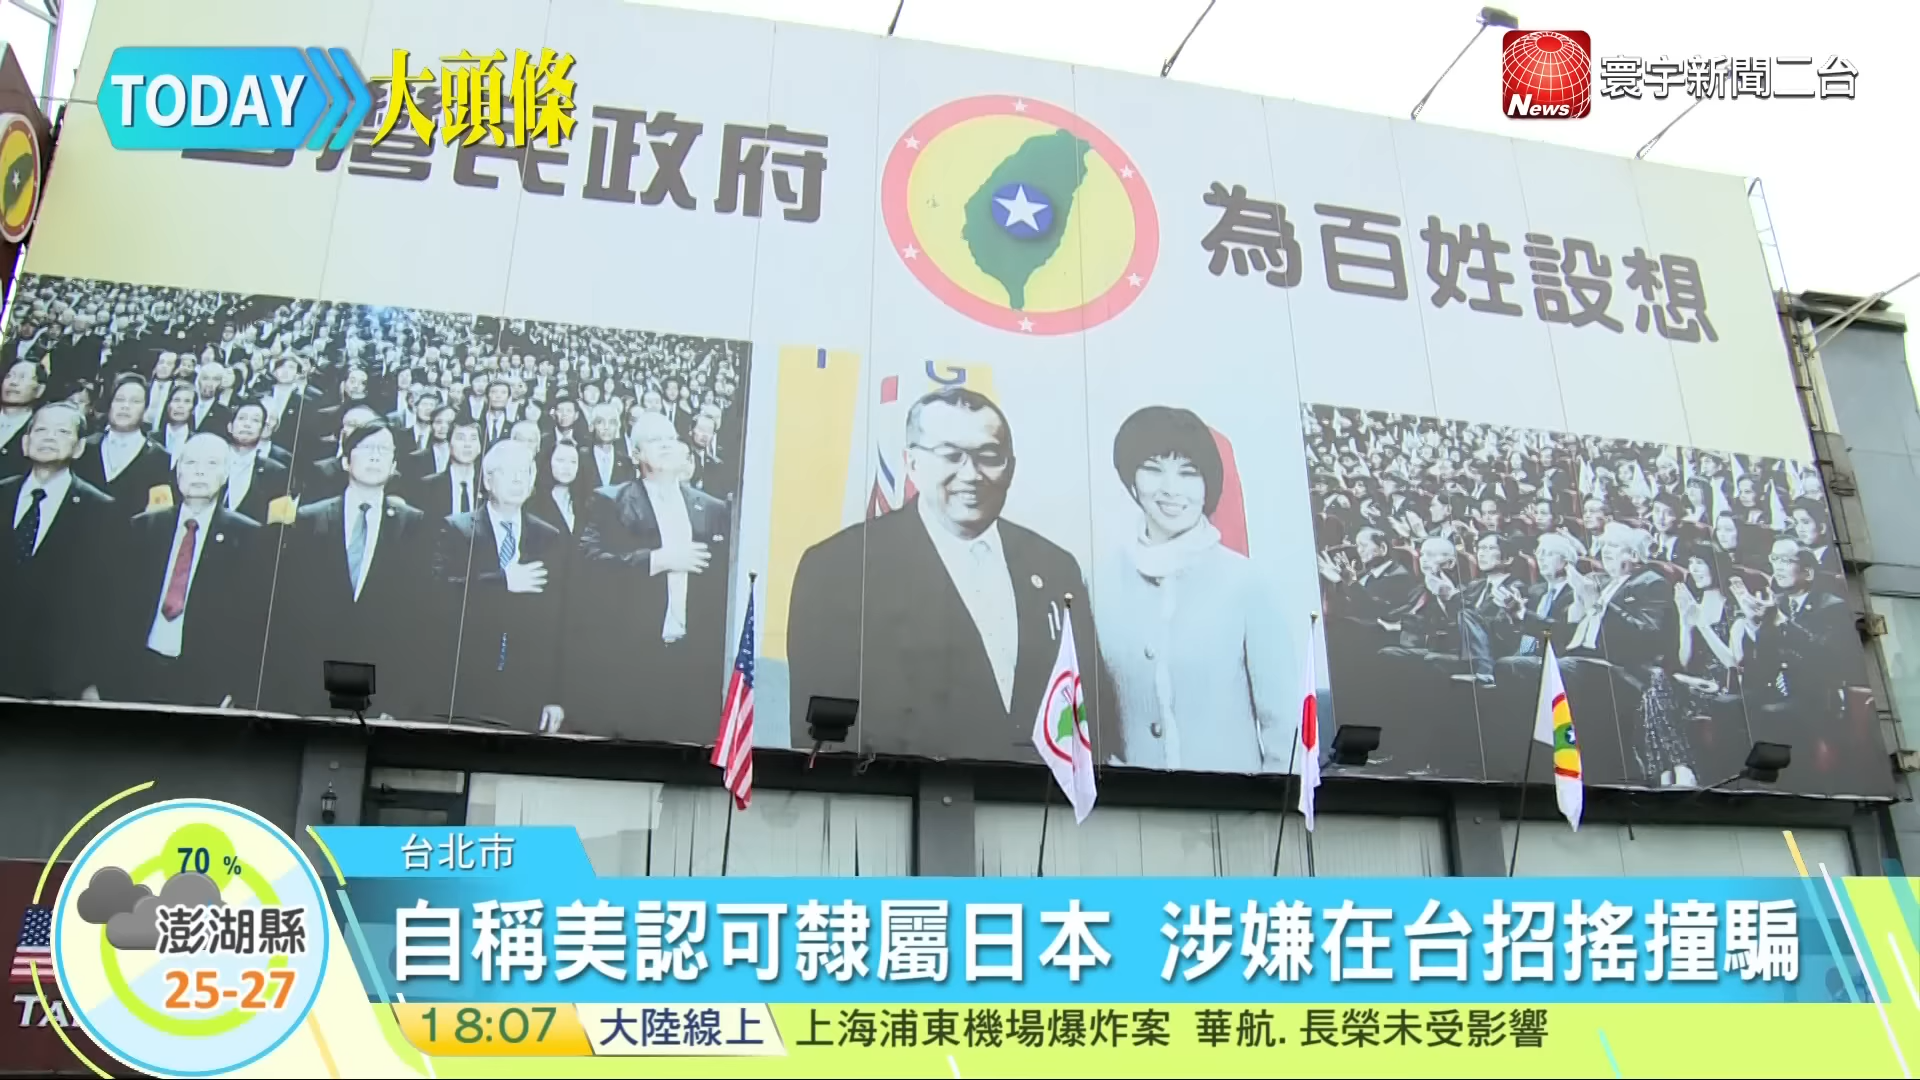 TODAY 大頭條
News 寰宇新聞二台
台灣民政府 為百姓設想
70 %
澎湖縣
25-27
台北市
自稱美認可隸屬日本 涉嫌在台招搖撞騙
18:07 大陸線上 上海浦東機場爆炸案 華航.長榮未受影響